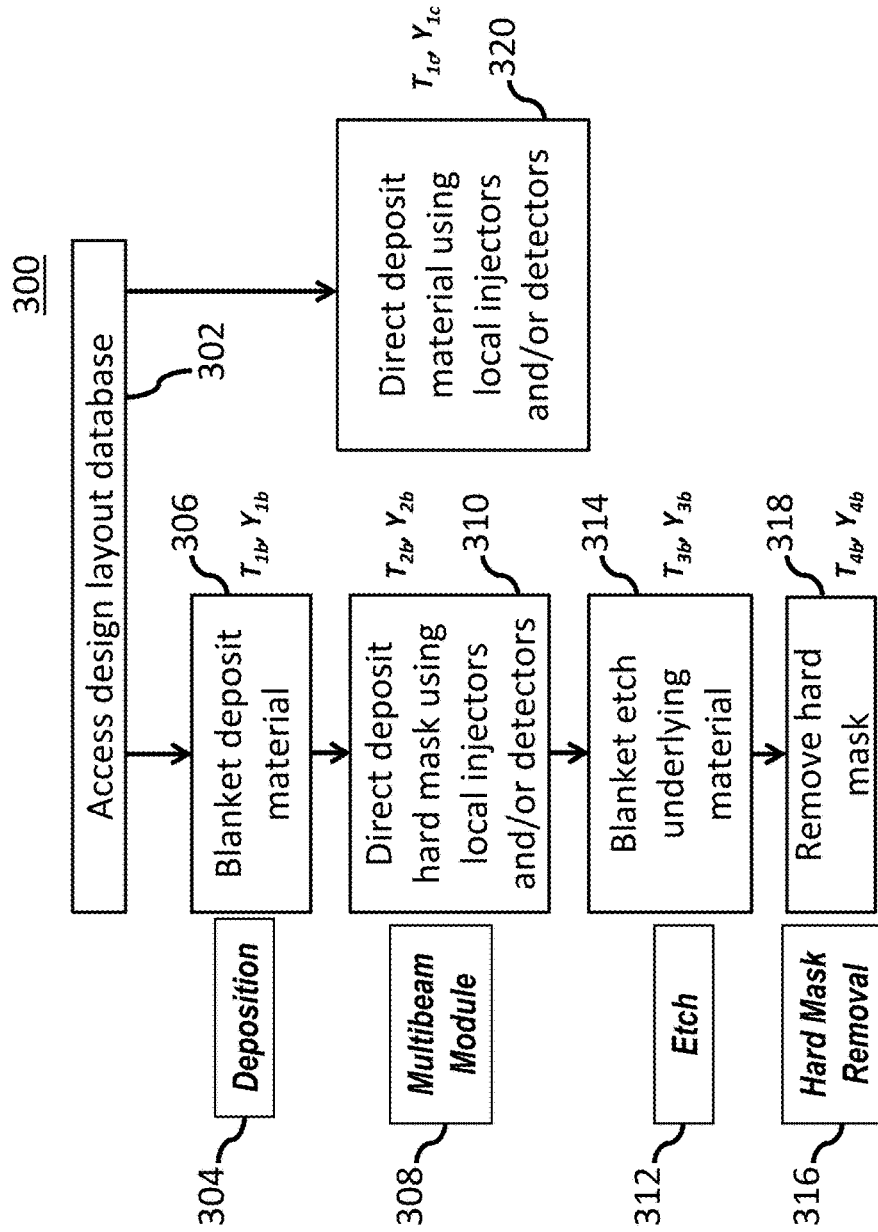 300
Access design layout database
302
304
Deposition
Blanket deposit
material
306
T1b, Y1b
308
Multibeam
Module
Direct deposit
hard mask using
local injectors
and/or detectors
T2b, Y2b
310
312
Etch
Blanket etch
underlying
material
314
T3b, Y3b
316
Hard Mask
Removal
Remove hard
mask
318
T4b, Y4b
Direct deposit
material using
local injectors
and/or detectors
T1c, Y1c
320